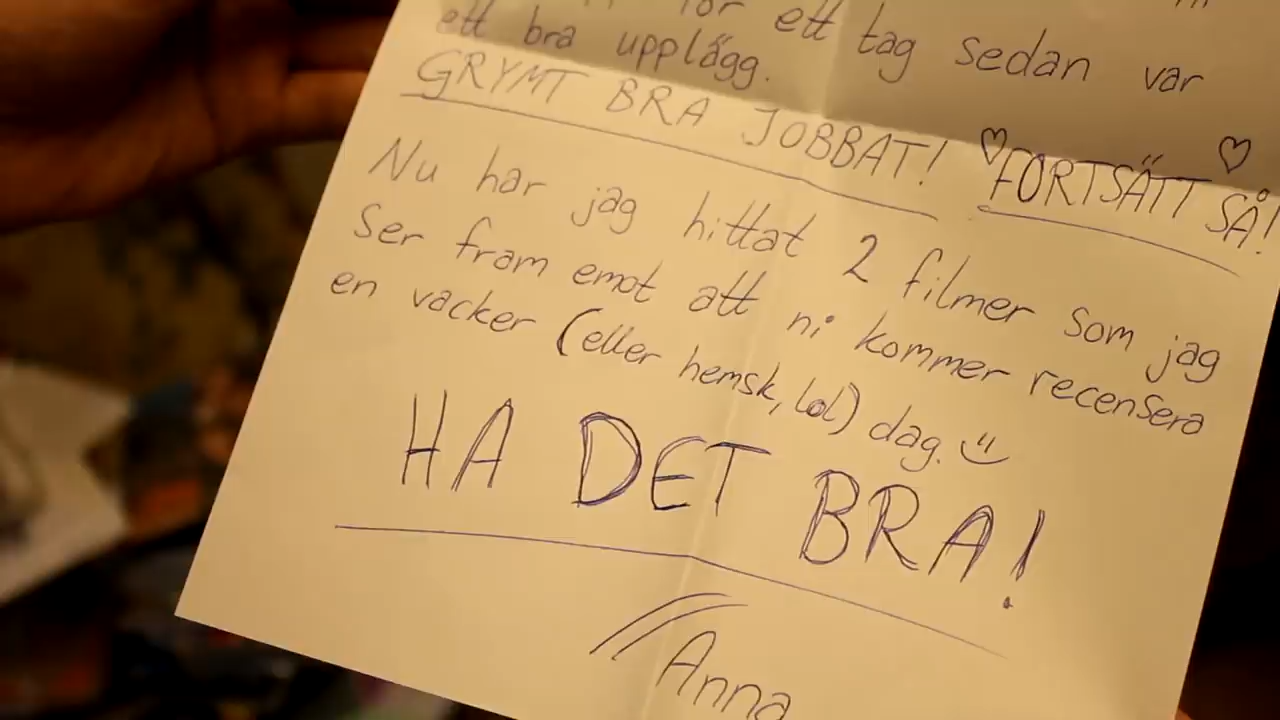 för ett tag sedan var
ett bra upplägg.
GRYMT BRA JOBBAT! ♡FORTSÄTT SÅ!♡
Nu har jag hittat 2 filmer som jag
ser fram emot att ni kommer recensera
en vacker (eller hemsk, lol) dag. :)
HA DET BRA!
//Anna